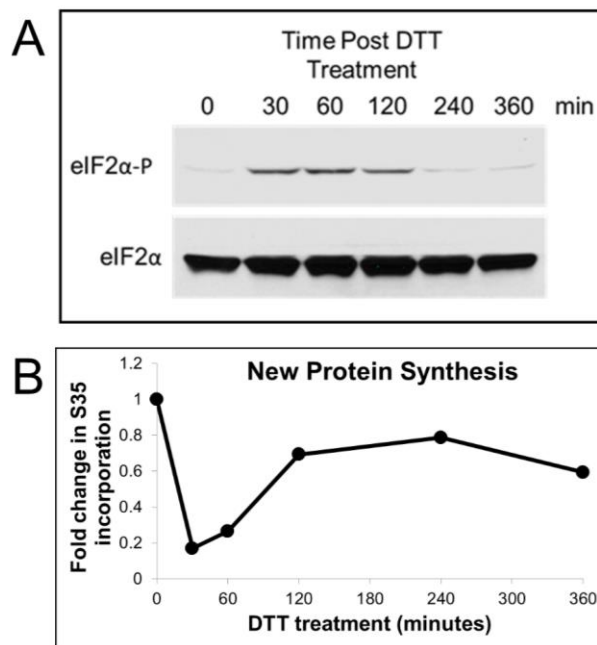 A
Time Post DTT
Treatment
0 30 60 120 240 360 min
eIF2α-P
eIF2α
B
New Protein Synthesis
Fold change in S35
incorporation
1.2
1
0.8
0.6
0.4
0.2
0
0 60 120 180 240 300 360
DTT treatment (minutes)